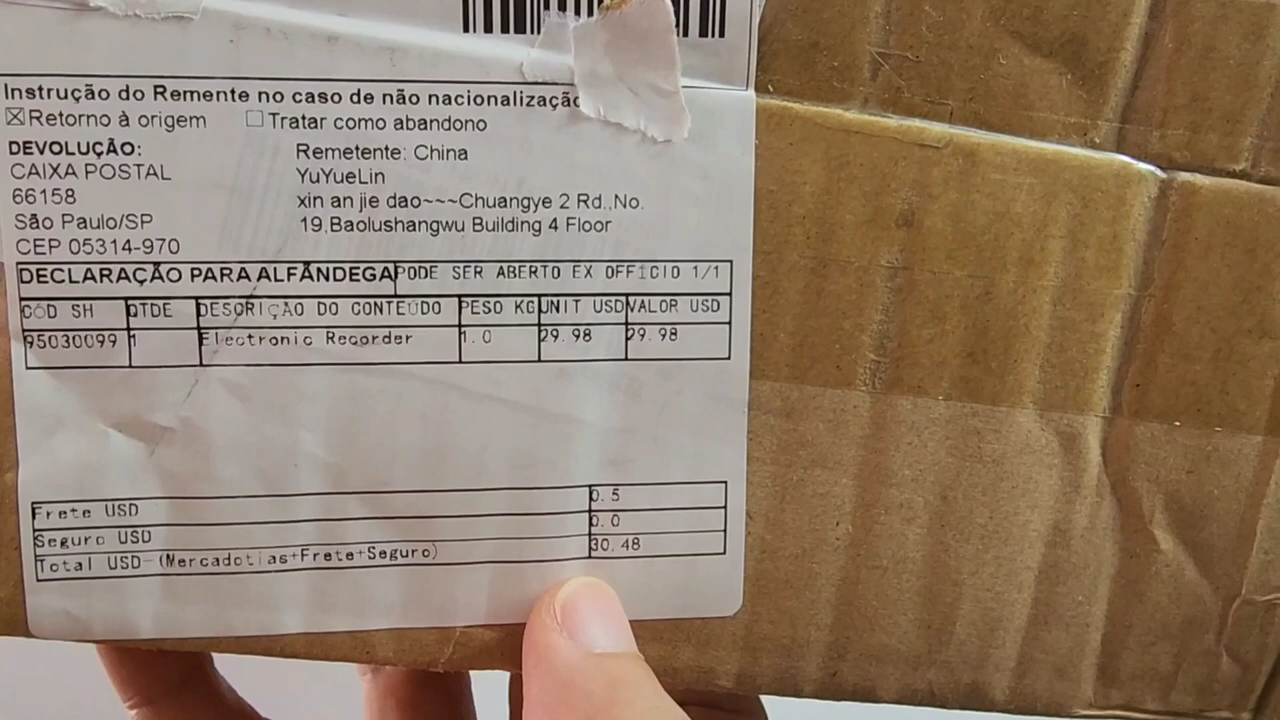 Instrução do Remente no caso de não nacionalização
☒Retorno à origem ☐Tratar como abandono
DEVOLUÇÃO:
CAIXA POSTAL
66158
São Paulo/SP
CEP 05314-970
Remetente: China
YuYueLin
xin an jie dao~~~Chuangye 2 Rd.,No.
19,Baolushangwu Building 4 Floor
DECLARAÇÃO PARA ALFÃNDEGA PODE SER ABERTO EX OFFÍCIO 1/1
CÓD SH QTDE DESCRIÇÃO DO CONTEÚDO PESO KG UNIT USD VALOR USD
95030099 1 Electronic Recorder 1.0 29.98 29.98
Frete USD 0.5
Seguro USD 0.0
Total USD-(Mercadotias+Frete+Seguro) 30.48